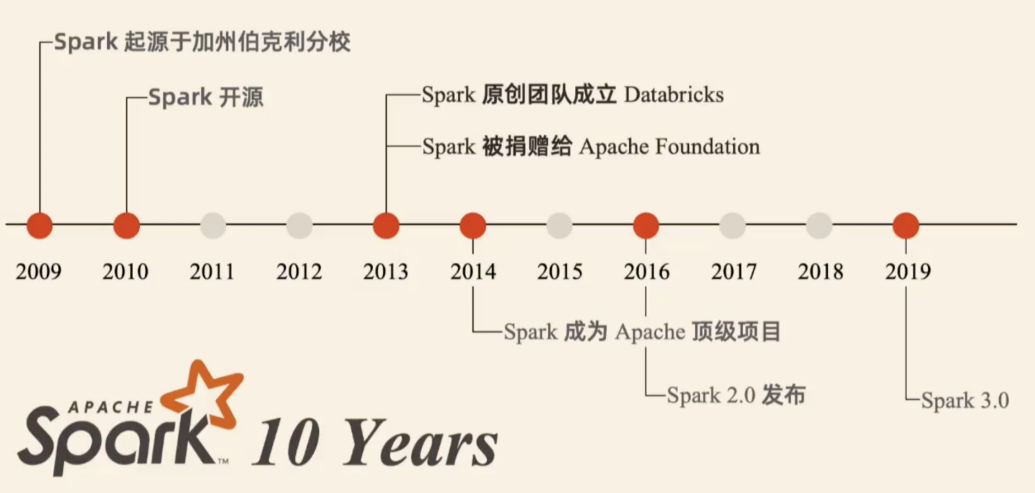 Spark 起源于加州伯克利分校
Spark 开源
Spark 原创团队成立 Databricks
Spark 被捐赠给 Apache Foundation
2009 2010 2011 2012 2013 2014 2015 2016 2017 2018 2019
Spark 成为 Apache 顶级项目
Spark 2.0 发布
Spark 3.0
APACHE
Spark™ 10 Years